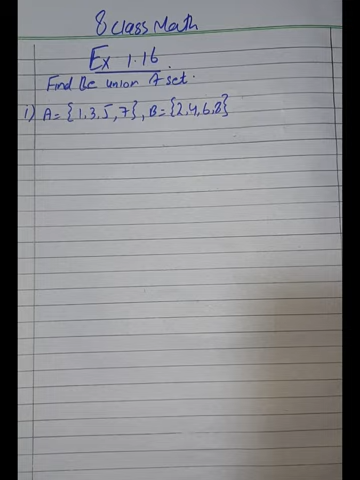 8 Class Math
Ex 1.16.
Find the union of set.
i) A = {1,3,5,7}, B = {2,4,6,8}